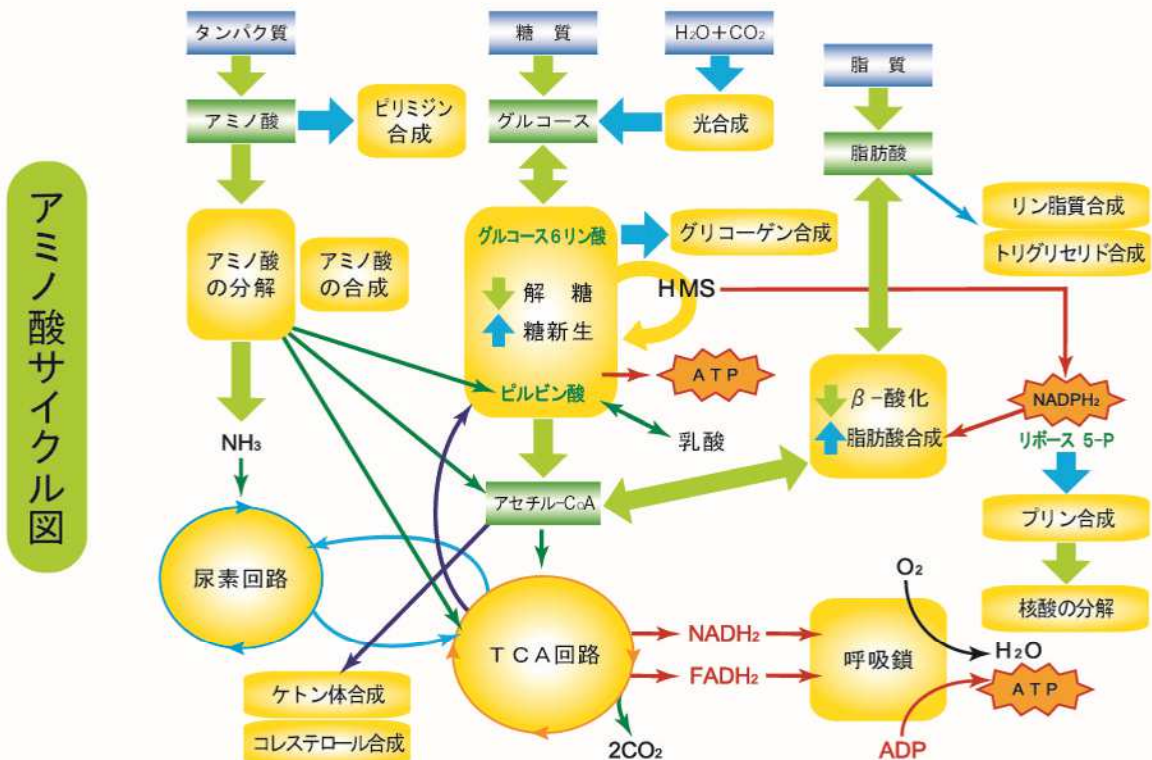 アミノ酸サイクル図
タンパク質
糖 質
H₂O+CO₂
脂 質
アミノ酸
ピリミジン
合成
グルコース
光合成
脂肪酸
リン脂質合成
トリグリセリド合成
アミノ酸
の分解
アミノ酸
の合成
グルコース6リン酸
グリコーゲン合成
解 糖
糖新生
HMS
ピルビン酸
ATP
乳酸
β-酸化
脂肪酸合成
NADPH₂
リボース 5-P
プリン合成
核酸の分解
NH₃
アセチル-CoA
尿素回路
TCA回路
NADH₂
FADH₂
呼吸鎖
O₂
H₂O
ATP
ADP
2CO₂
ケトン体合成
コレステロール合成